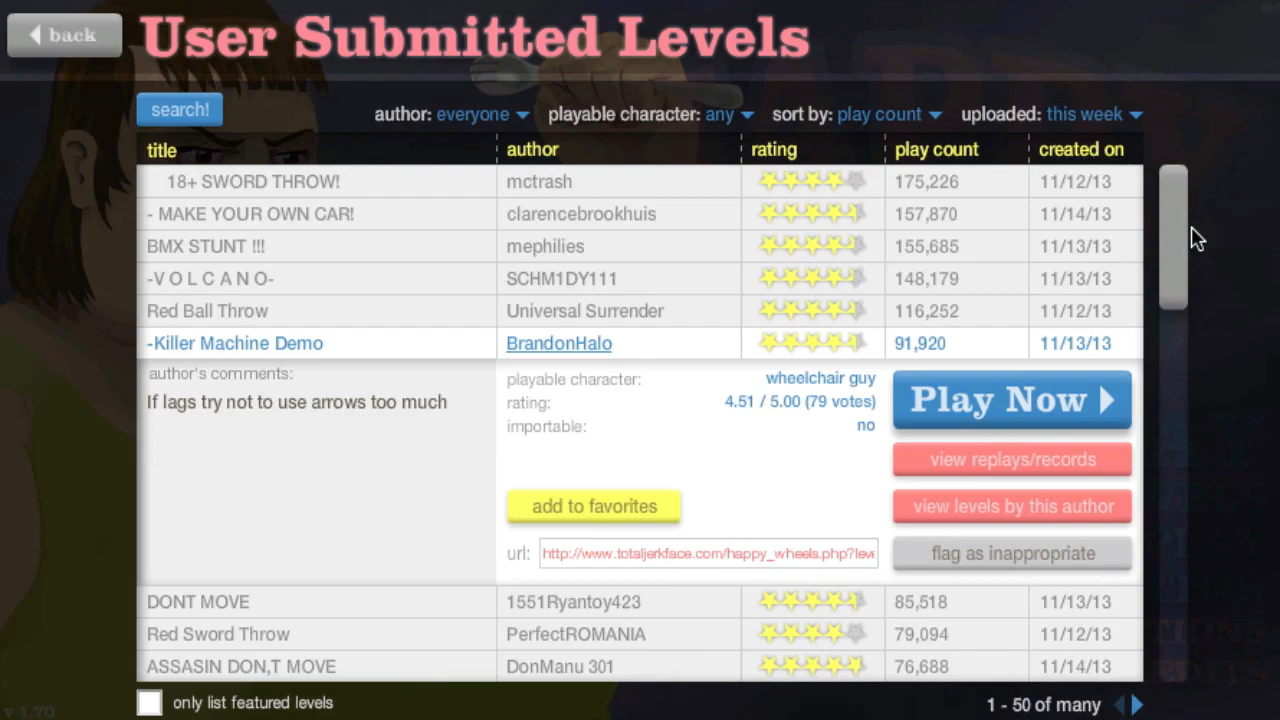 back
User Submitted Levels
search!
author: everyone playable character: any sort by: play count uploaded: this week
title author rating play count created on
18+ SWORD THROW! mctrash 175,226 11/12/13
- MAKE YOUR OWN CAR! clarencebrookhuis 157,870 11/14/13
BMX STUNT !!! mephilies 155,685 11/13/13
-V O L C A N O- SCHM1DY111 148,179 11/13/13
Red Ball Throw Universal Surrender 116,252 11/12/13
-Killer Machine Demo BrandonHalo 91,920 11/13/13
author's comments:
If lags try not to use arrows too much
playable character: wheelchair guy
rating: 4.51 / 5.00 (79 votes)
importable: no
add to favorites
url: http://www.totaljerkface.com/happy_wheels.php?leve
Play Now
view replays/records
view levels by this author
flag as inappropriate
DONT MOVE 1551Ryantoy423 85,518 11/13/13
Red Sword Throw PerfectROMANIA 79,094 11/12/13
ASSASIN DON,T MOVE DonManu 301 76,688 11/14/13
only list featured levels
1 - 50 of many
v 1.70